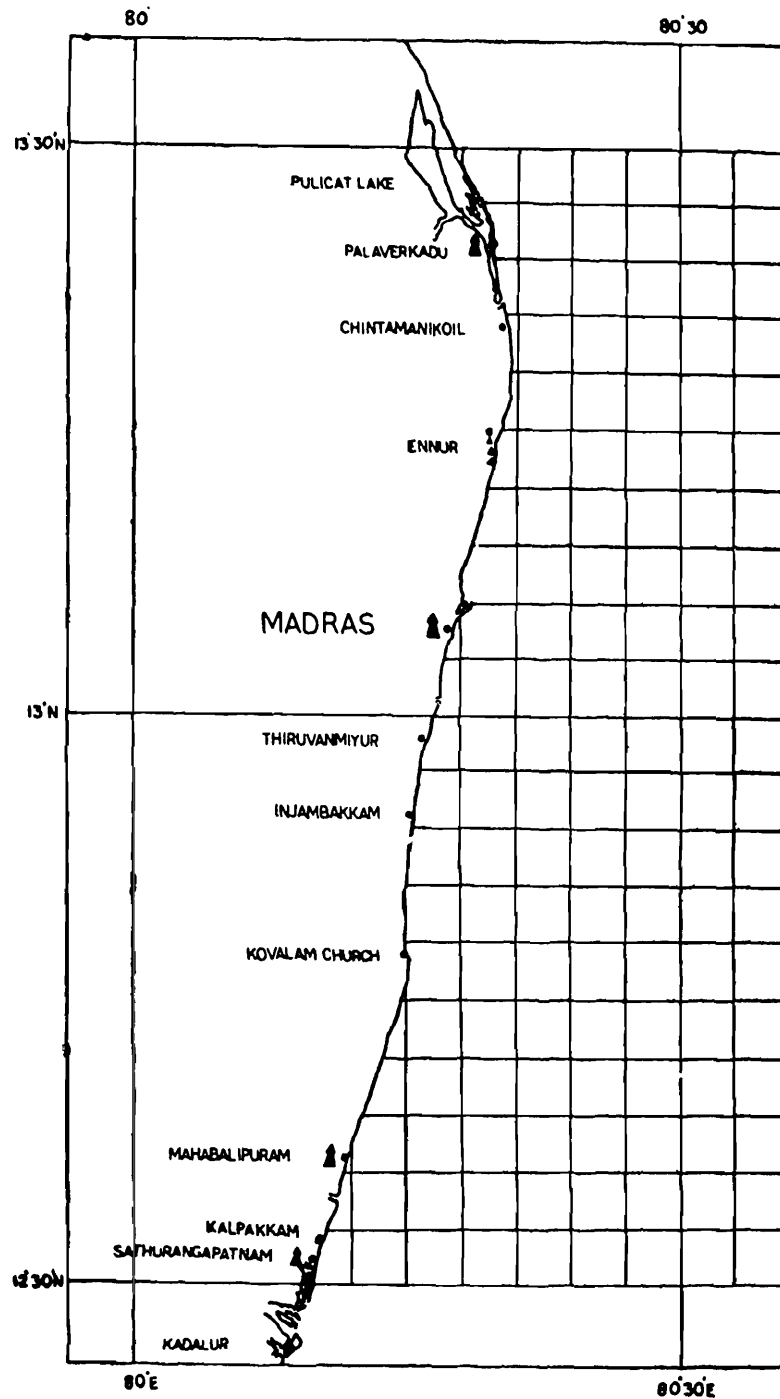 80°
80°30
13°30'N
PULICAT LAKE
PALAVERKADU
CHINTAMANIKOIL
ENNUR
MADRAS
13°N
THIRUVANMIYUR
INJAMBAKKAM
KOVALAM CHURCH
MAHABALIPURAM
KALPAKKAM
SATHURANGAPATNAM
12°30'N
KADALUR
80°E
80°30'E